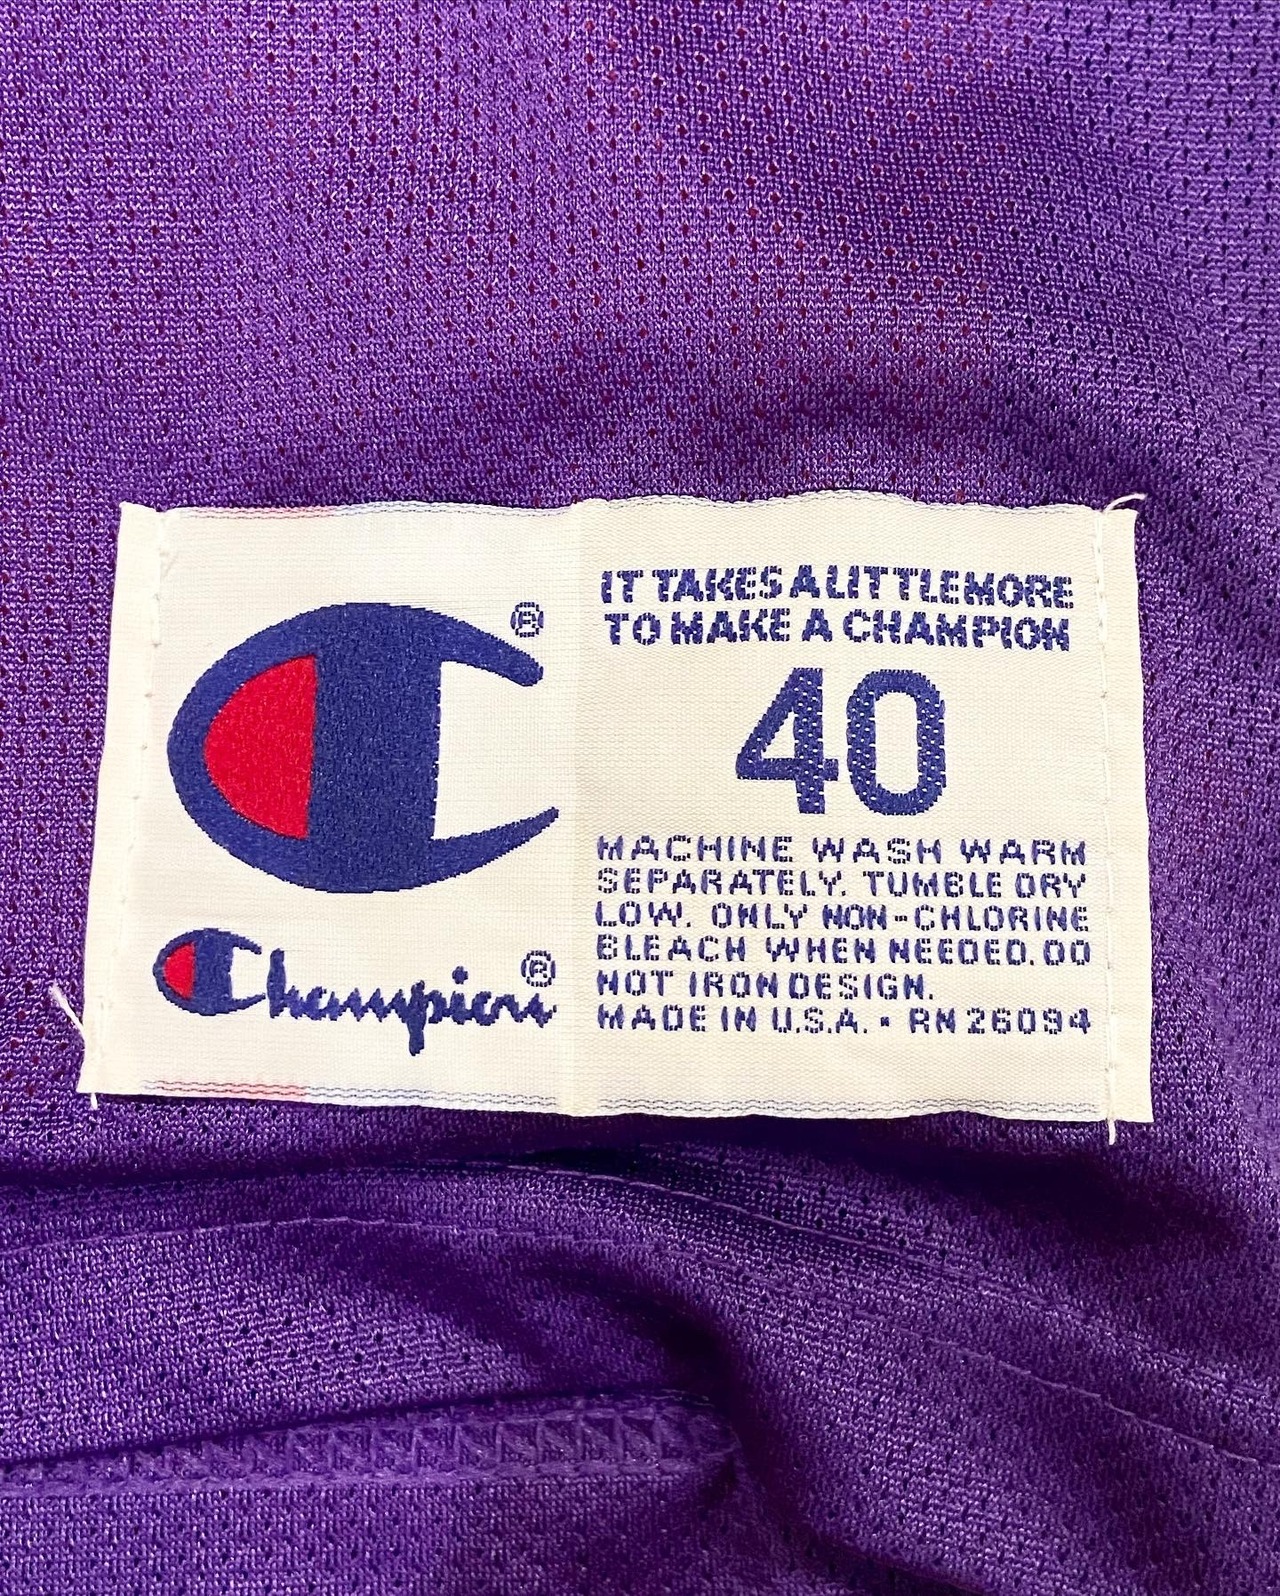 ®
Champion®
IT TAKES A LITTLE MORE
TO MAKE A CHAMPION
40
MACHINE WASH WARM
SEPARATELY. TUMBLE DRY
LOW. ONLY NON-CHLORINE
BLEACH WHEN NEEDED. DO
NOT IRON DESIGN.
MADE IN U.S.A. • RN 26094